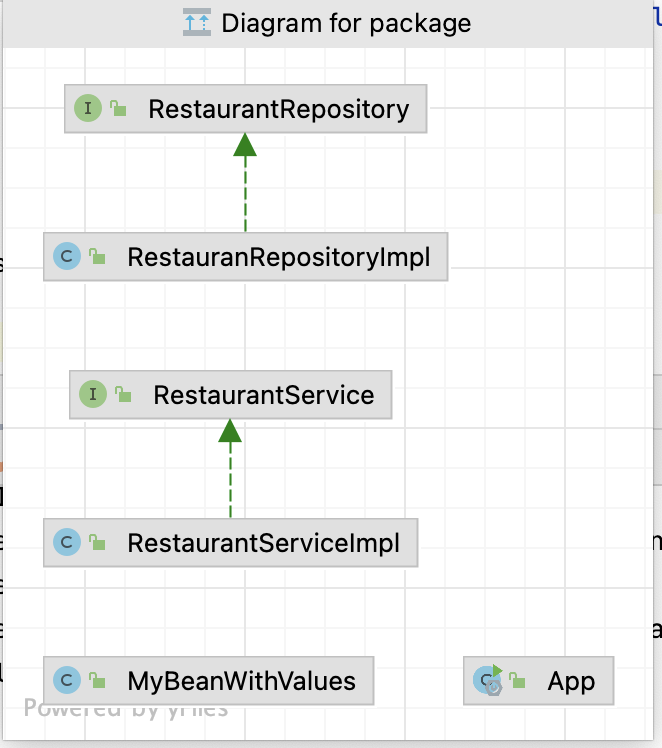 Diagram for package
I RestaurantRepository
C RestauranRepositoryImpl
I RestaurantService
C RestaurantServiceImpl
C MyBeanWithValues
C App
Powered by yFiles